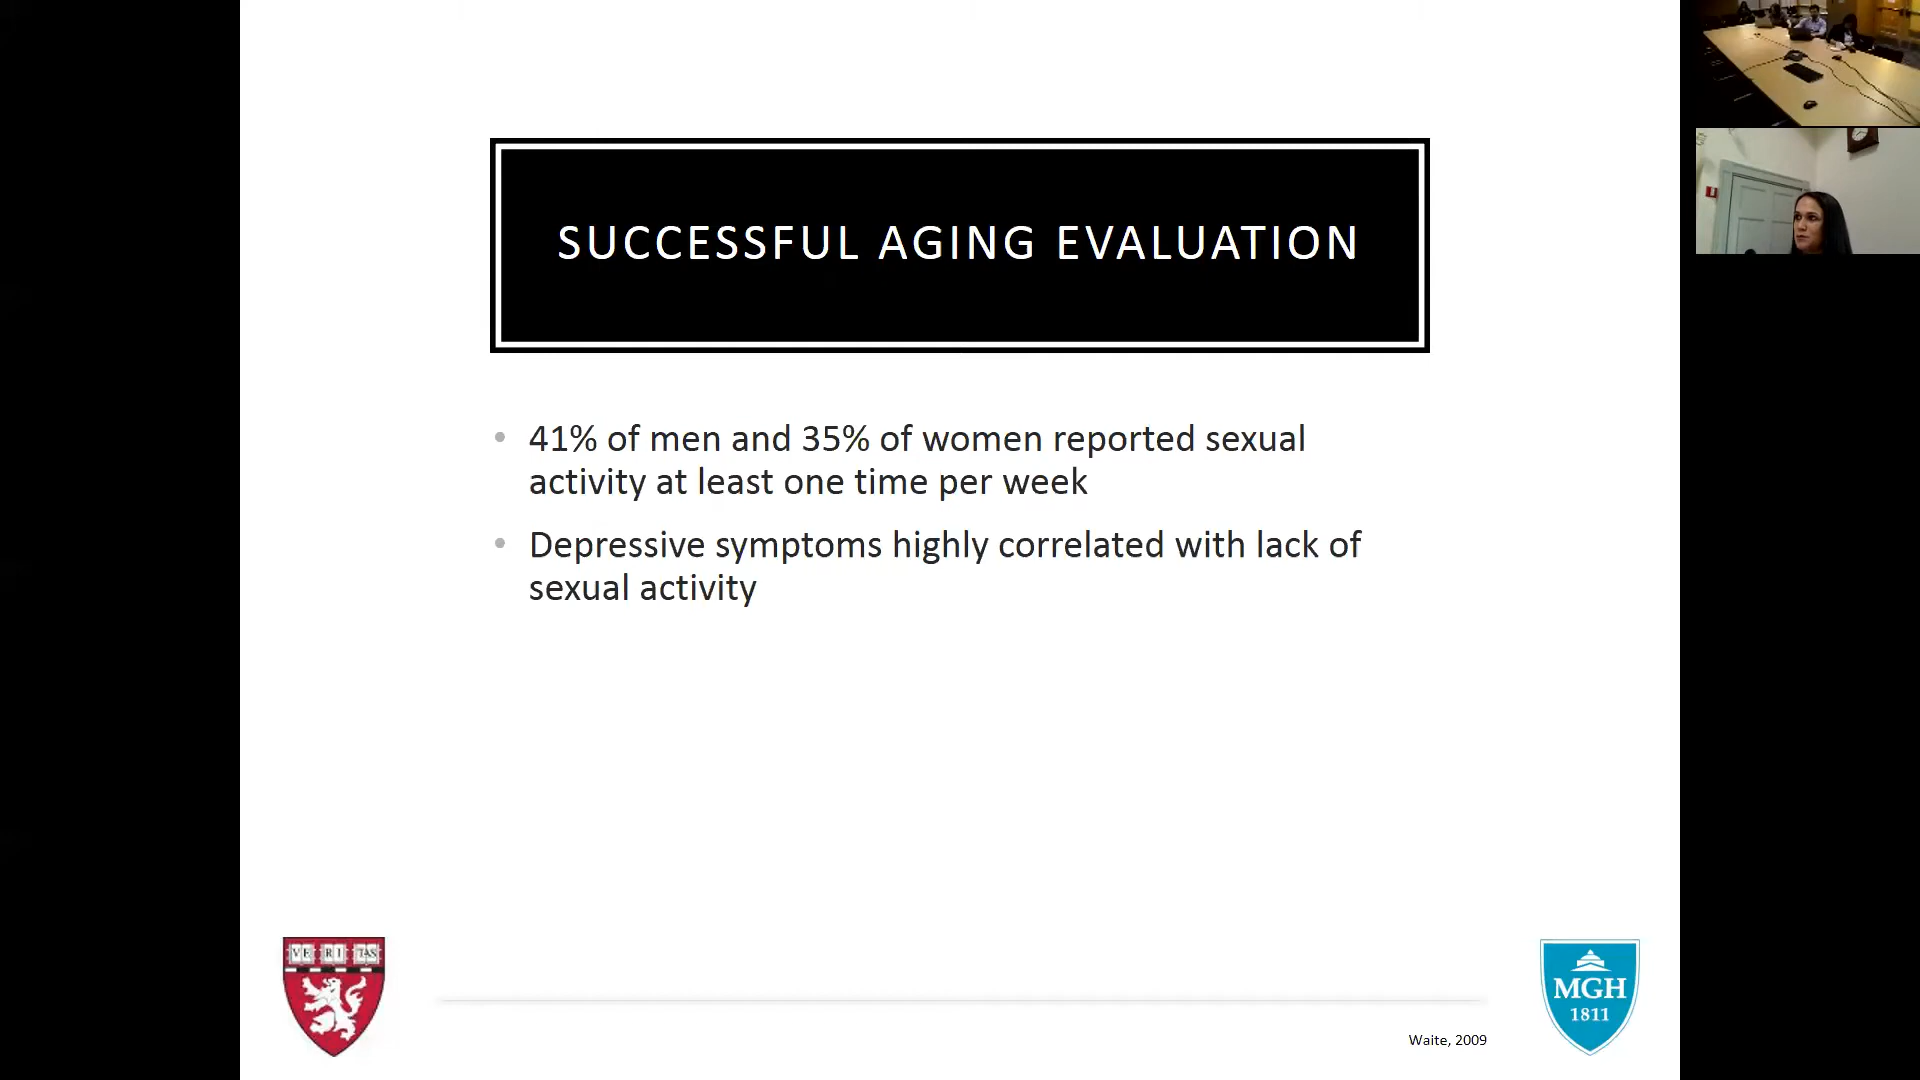 SUCCESSFUL AGING EVALUATION
• 41% of men and 35% of women reported sexual
activity at least one time per week
• Depressive symptoms highly correlated with lack of
sexual activity
VE RI TAS
MGH
1811
Waite, 2009